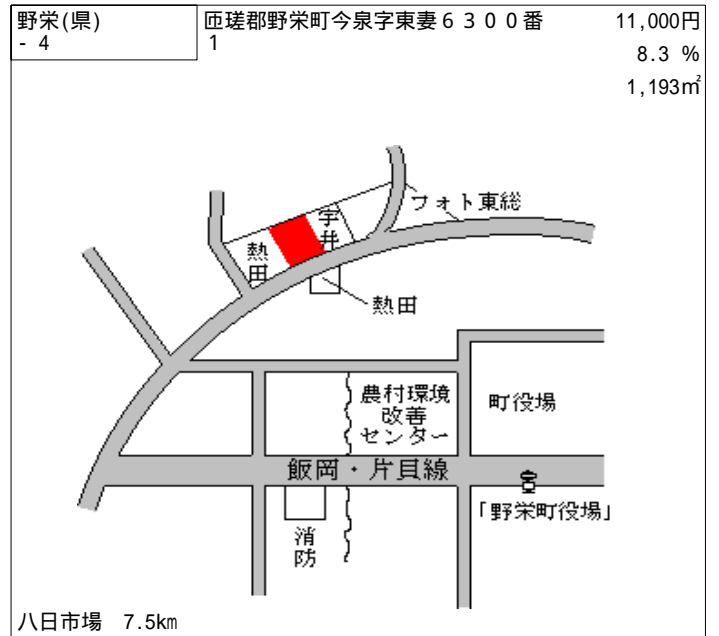 野栄(県)
- 4
匝瑳郡野栄町今泉字東妻６３００番
1
11,000円
8.3 %
1,193㎡
フォト東総
宇井
熱田
熱田
農村環境
改善
センター
町役場
飯岡・片貝線
「野栄町役場」
消防
八日市場 7.5km